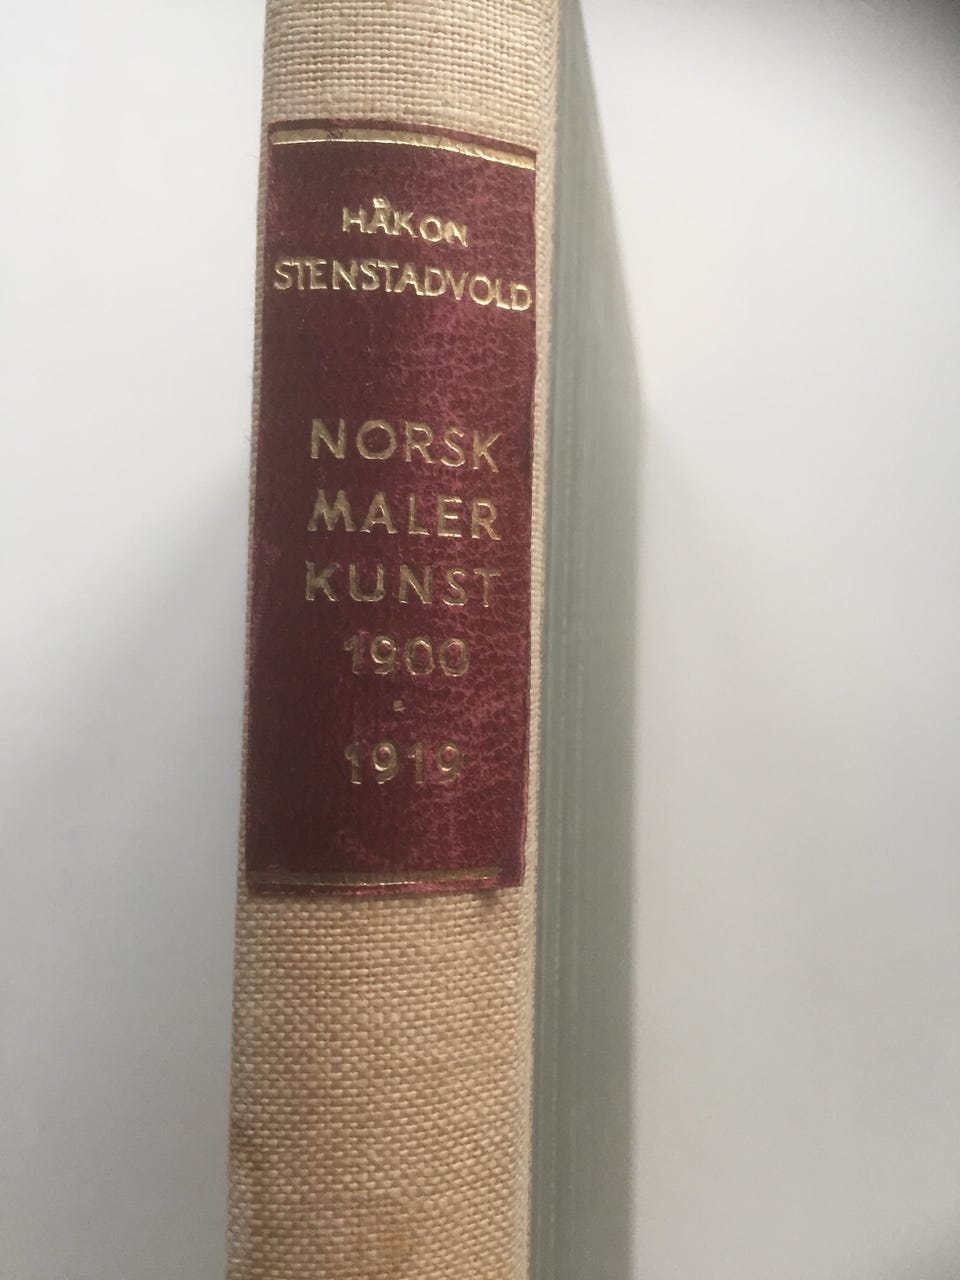 HÅKON
STENSTADVOLD
NORSK
MALER
KUNST
1900
·
1919